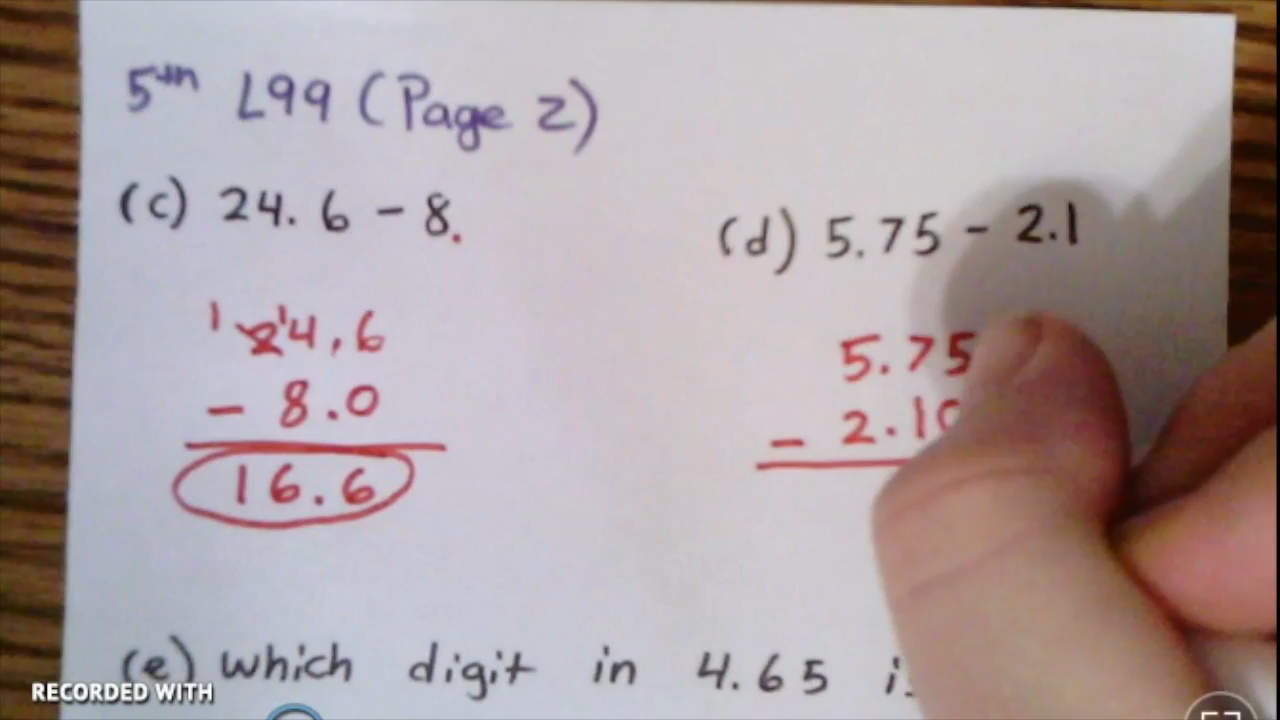 5th L99 (Page 2)
(c) 24.6 - 8.
(d) 5.75 - 2.1
1 2 14.6
- 8.0
16.6
5.75
- 2.10
(e) which digit in 4.65
RECORDED WITH